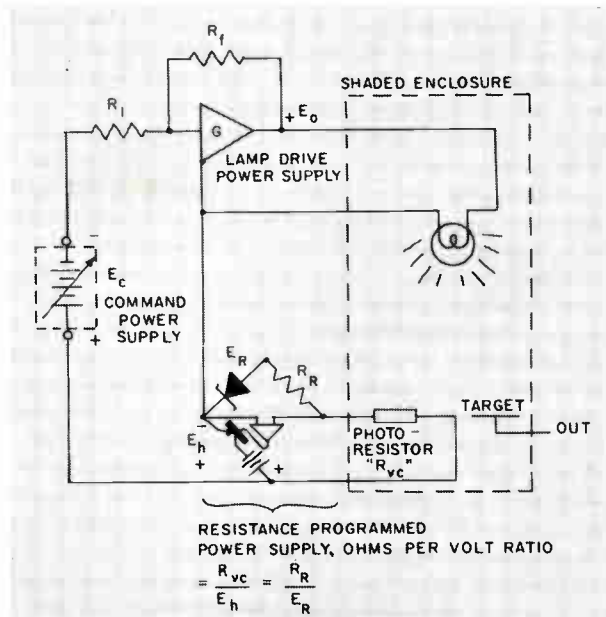 R_f
SHADED ENCLOSURE
R_I
G
+ E_o
LAMP DRIVE
POWER SUPPLY
−
E_c
COMMAND
POWER
SUPPLY
+
E_R
R_R
−
E_h
+
+
TARGET
OUT
PHOTO-
RESISTOR
"R_vc"
RESISTANCE PROGRAMMED
POWER SUPPLY, OHMS PER VOLT RATIO
= R_vc / E_h = R_R / E_R